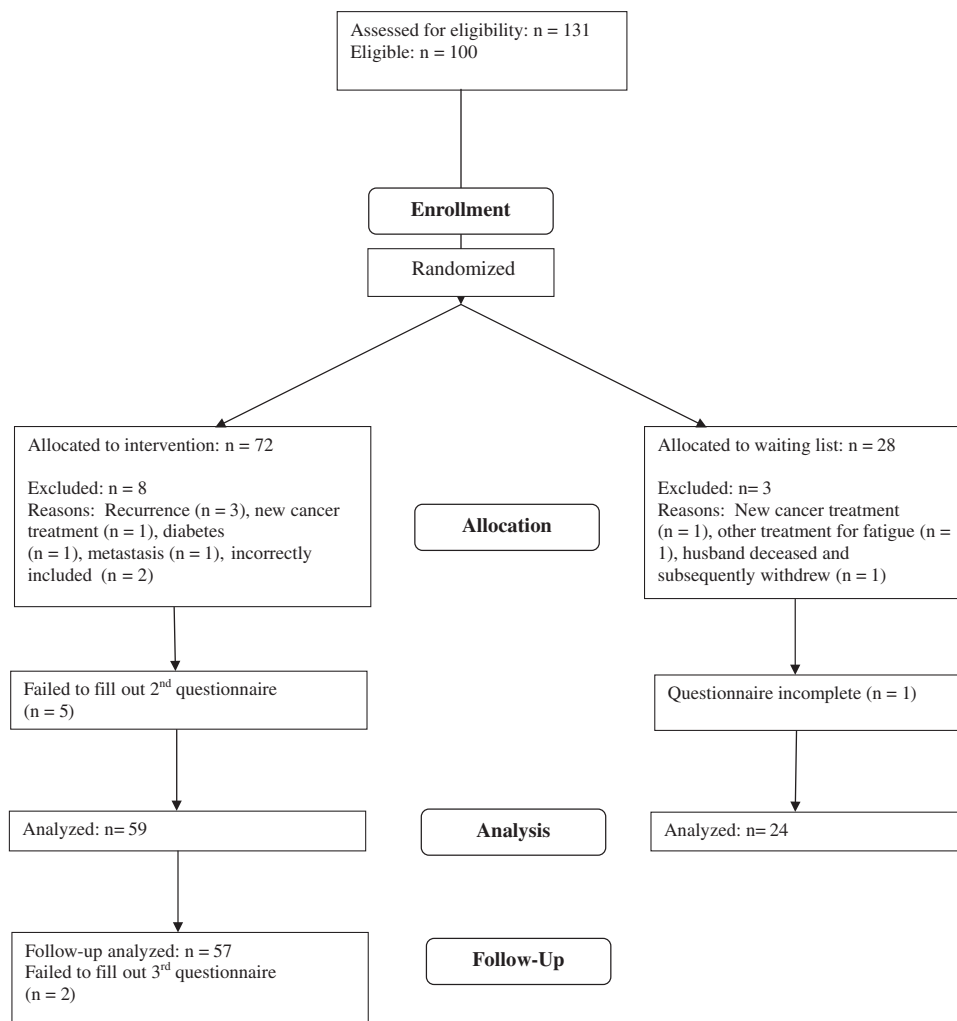 Assessed for eligibility: n = 131
Eligible: n = 100
Enrollment
Randomized
Allocated to intervention: n = 72
Excluded: n = 8
Reasons: Recurrence (n = 3), new cancer
treatment (n = 1), diabetes
(n = 1), metastasis (n = 1), incorrectly
included (n = 2)
Allocation
Allocated to waiting list: n = 28
Excluded: n= 3
Reasons: New cancer treatment
(n = 1), other treatment for fatigue (n =
1), husband deceased and
subsequently withdrew (n = 1)
Failed to fill out 2nd questionnaire
(n = 5)
Questionnaire incomplete (n = 1)
Analyzed: n= 59
Analysis
Analyzed: n= 24
Follow-up analyzed: n = 57
Failed to fill out 3rd questionnaire
(n = 2)
Follow-Up